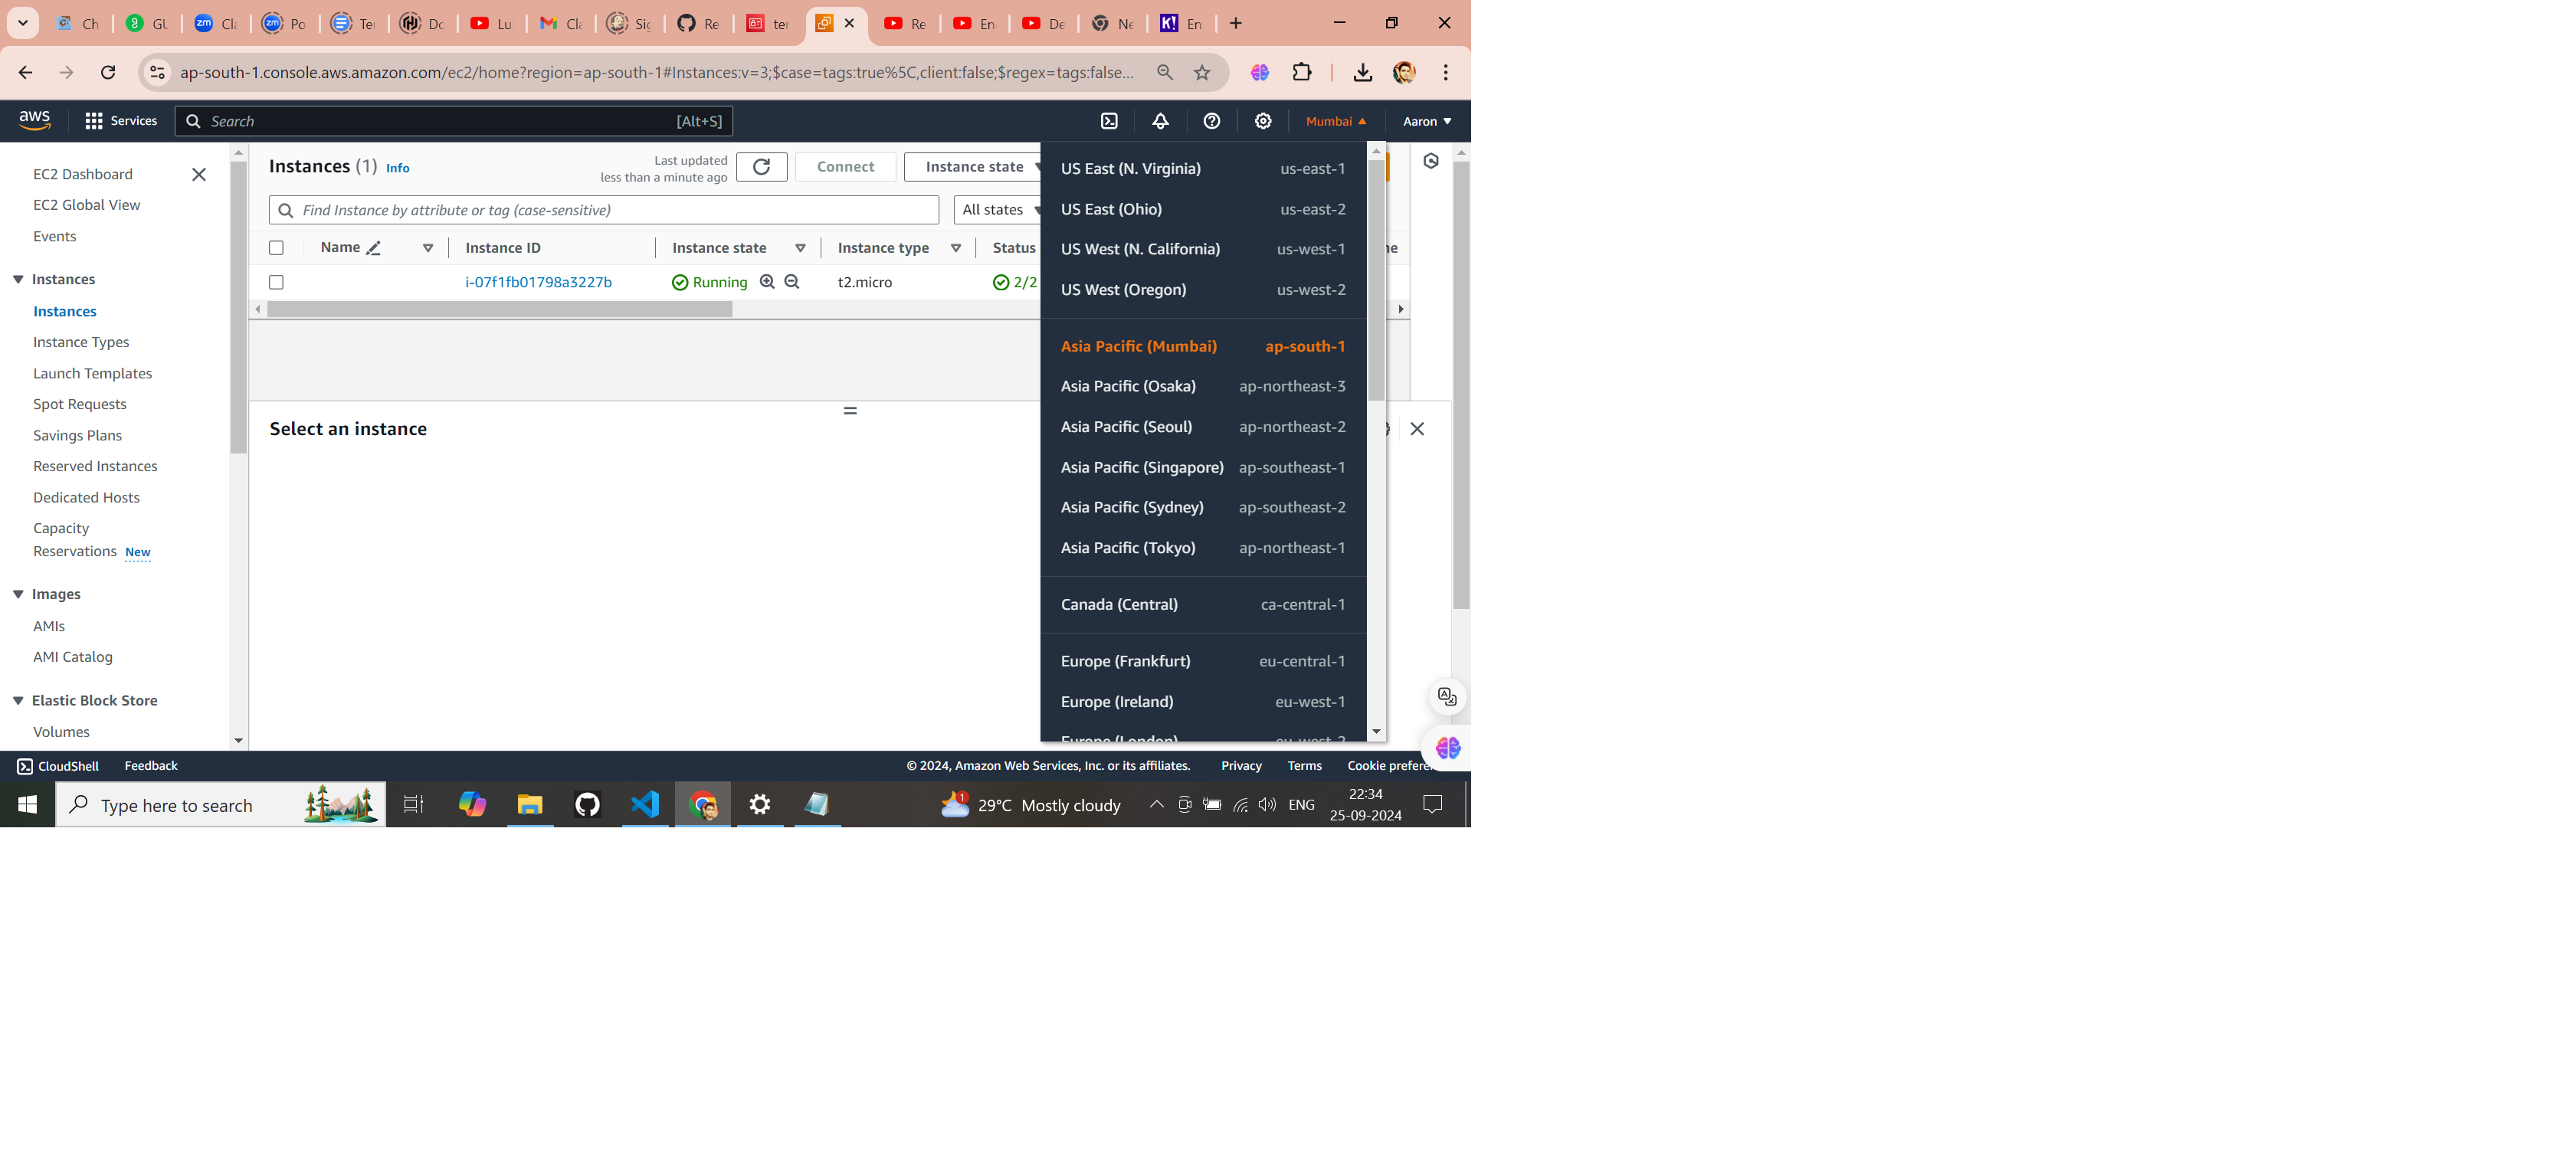 Ch
GU
Cla
Po
Ter
Do
Lu
Cla
Sig
Re
ter
Re
En
De
Ne
K!
En
ap-south-1.console.aws.amazon.com/ec2/home?region=ap-south-1#Instances:v=3;$case=tags:true%5C,client:false;$regex=tags:false...
aws
Services
Search
[Alt+S]
Mumbai
Aaron
EC2 Dashboard
EC2 Global View
Events
Instances
Instances
Instance Types
Launch Templates
Spot Requests
Savings Plans
Reserved Instances
Dedicated Hosts
Capacity
Reservations New
Images
AMIs
AMI Catalog
Elastic Block Store
Volumes
Instances (1) Info
Last updated
less than a minute ago
Connect
Instance state
Find Instance by attribute or tag (case-sensitive)
All states
Name
Instance ID
Instance state
Instance type
Status
i-07f1fb01798a3227b
Running
t2.micro
2/2
Select an instance
US East (N. Virginia) us-east-1
US East (Ohio) us-east-2
US West (N. California) us-west-1
US West (Oregon) us-west-2
Asia Pacific (Mumbai) ap-south-1
Asia Pacific (Osaka) ap-northeast-3
Asia Pacific (Seoul) ap-northeast-2
Asia Pacific (Singapore) ap-southeast-1
Asia Pacific (Sydney) ap-southeast-2
Asia Pacific (Tokyo) ap-northeast-1
Canada (Central) ca-central-1
Europe (Frankfurt) eu-central-1
Europe (Ireland) eu-west-1
Europe (London) eu-west-2
CloudShell
Feedback
© 2024, Amazon Web Services, Inc. or its affiliates.
Privacy
Terms
Cookie prefere
Type here to search
29°C Mostly cloudy
ENG
22:34
25-09-2024